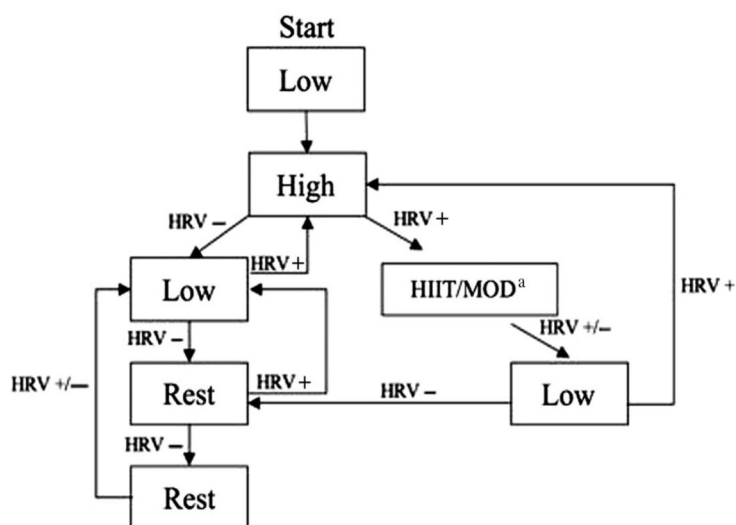 Start
Low
High
HRV –
HRV +
HRV+
Low
HIIT/MODª
HRV +
HRV –
HRV +/–
HRV +/–
HRV+
Rest
HRV –
Low
HRV –
Rest